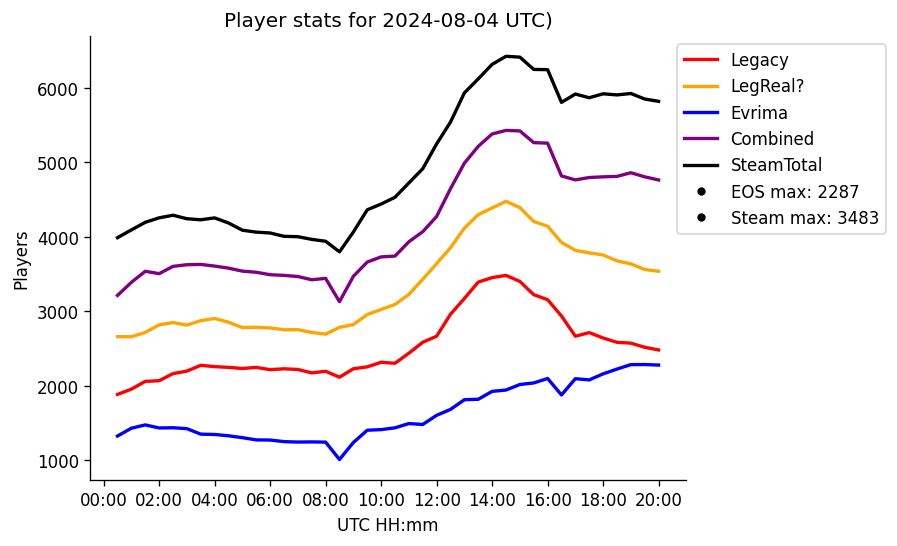 Player stats for 2024-08-04 UTC)
Legacy
LegReal?
Evrima
Combined
SteamTotal
EOS max: 2287
Steam max: 3483
Players
6000
5000
4000
3000
2000
1000
00:00 02:00 04:00 06:00 08:00 10:00 12:00 14:00 16:00 18:00 20:00
UTC HH:mm